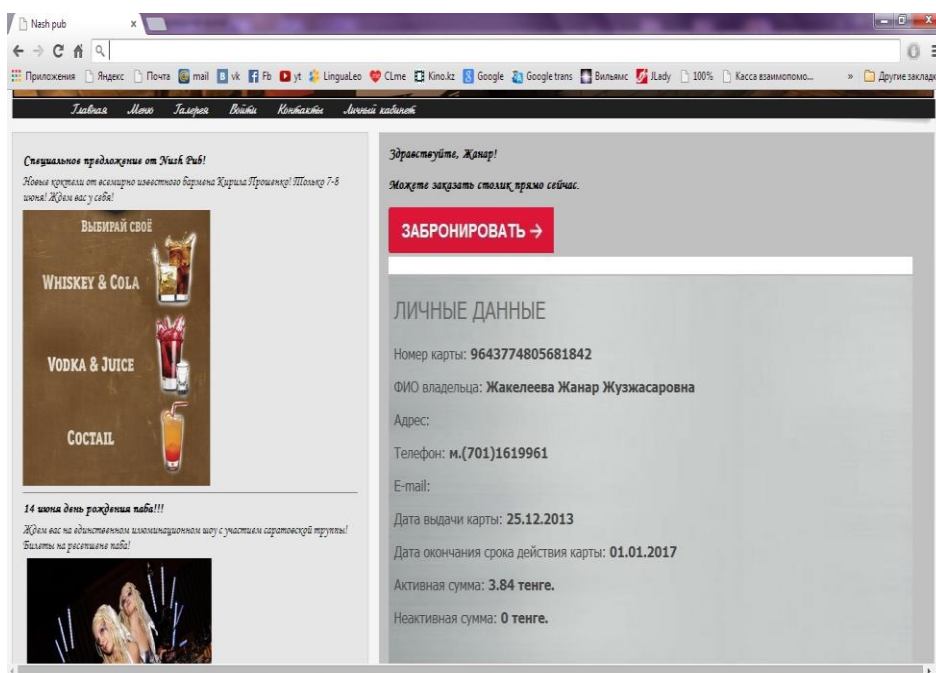 Nash pub
Приложения Яндекс Почта mail vk Fb yt LinguaLeo CLme Kino.kz Google Google trans Вильямс JLady 100% Касса взаимопомо... » Другие закладк
Главная Меню Галерея Войти Контакты Личный кабинет
Специальное предложение от Nush Pub!
Новые коктели от всемирно известного бармена Кирила Прошенко! Только 7-8
июня! Ждем вас у себя!
Выбирай своё
Whiskey & Cola
Vodka & Juice
Coctail
14 июня день рождения паба!!!
Ждем вас на единственном илюминационном шоу с участием саратовской труппы!
Билеты на ресепшене паба!
Здравствуйте, Жанар!
Можете заказать столик прямо сейчас.
ЗАБРОНИРОВАТЬ →
ЛИЧНЫЕ ДАННЫЕ
Номер карты: 9643774805681842
ФИО владельца: Жакелеева Жанар Жузжасаровна
Адрес:
Телефон: м.(701)1619961
E-mail:
Дата выдачи карты: 25.12.2013
Дата окончания срока действия карты: 01.01.2017
Активная сумма: 3.84 тенге.
Неактивная сумма: 0 тенге.